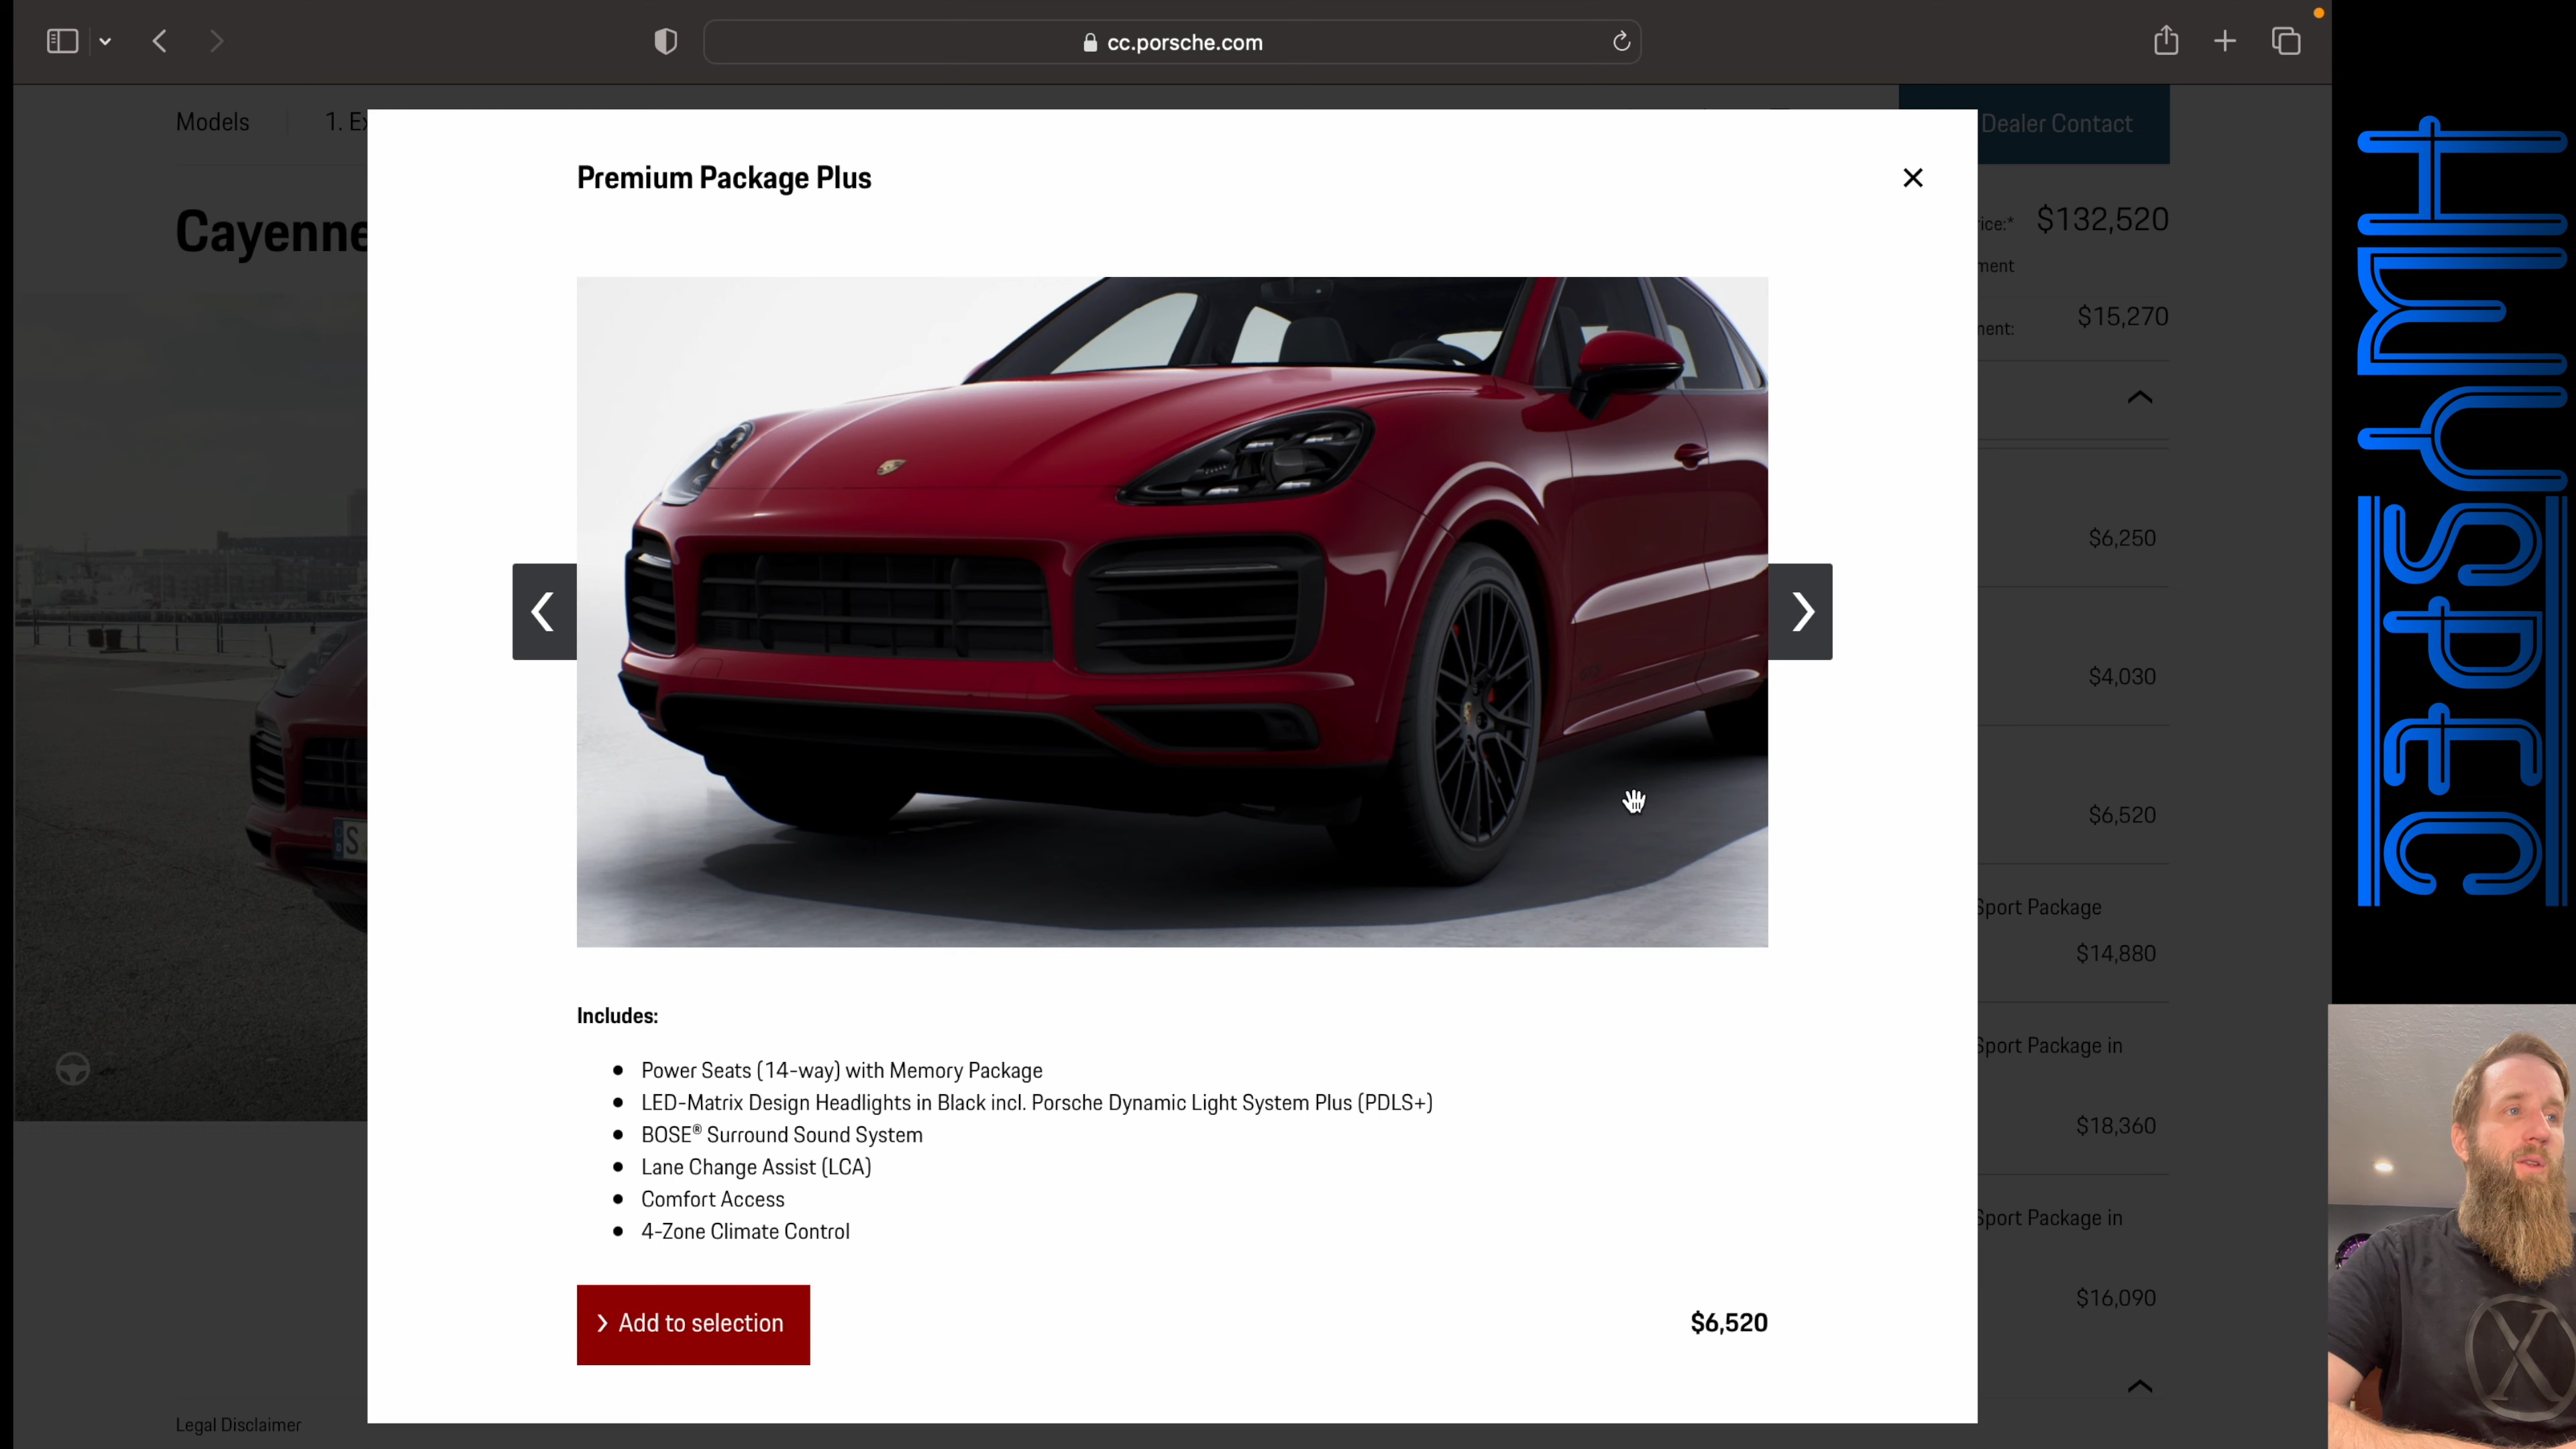 cc.porsche.com
Models
1. Ex
Dealer Contact
Cayenne
Premium Package Plus
rice:* $132,520
ment
$15,270
nent:
$6,250
$4,030
$6,520
Sport Package
$14,880
Sport Package in
$18,360
Sport Package in
$16,090
S
Includes:
Power Seats (14-way) with Memory Package
LED-Matrix Design Headlights in Black incl. Porsche Dynamic Light System Plus (PDLS+)
BOSE® Surround Sound System
Lane Change Assist (LCA)
Comfort Access
4-Zone Climate Control
Add to selection
$6,520
Legal Disclaimer
HWYSPEC